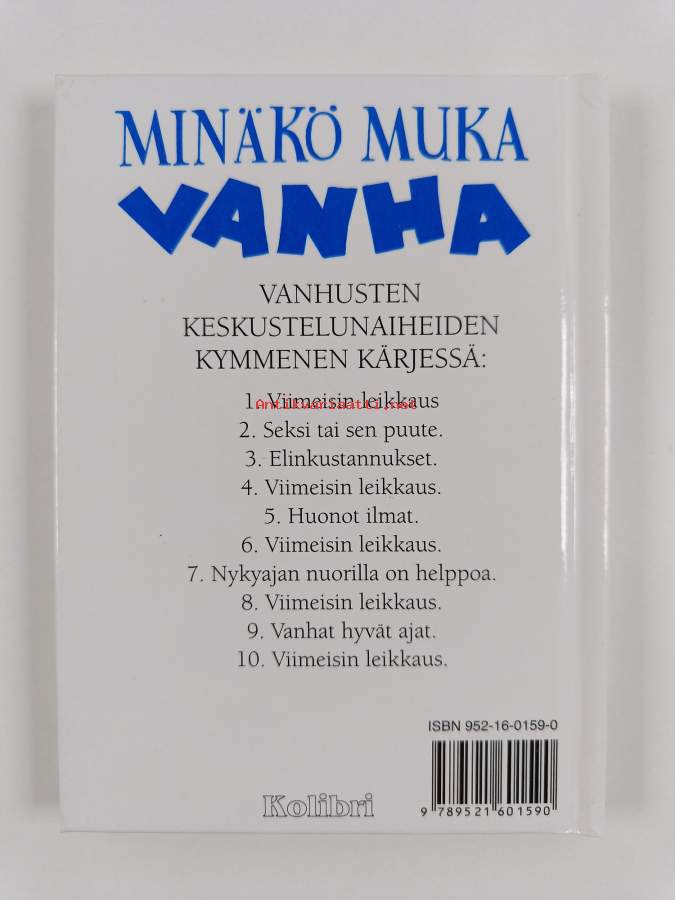 MINÄKÖ MUKA
VANHA
VANHUSTEN
KESKUSTELUNAIHEIDEN
KYMMENEN KÄRJESSÄ:
1. Viimeisin leikkaus
Antikvariaatti.net
2. Seksi tai sen puute.
3. Elinkustannukset.
4. Viimeisin leikkaus.
5. Huonot ilmat.
6. Viimeisin leikkaus.
7. Nykyajan nuorilla on helppoa.
8. Viimeisin leikkaus.
9. Vanhat hyvät ajat.
10. Viimeisin leikkaus.
ISBN 952-16-0159-0
Kolibri
9 789521 601590